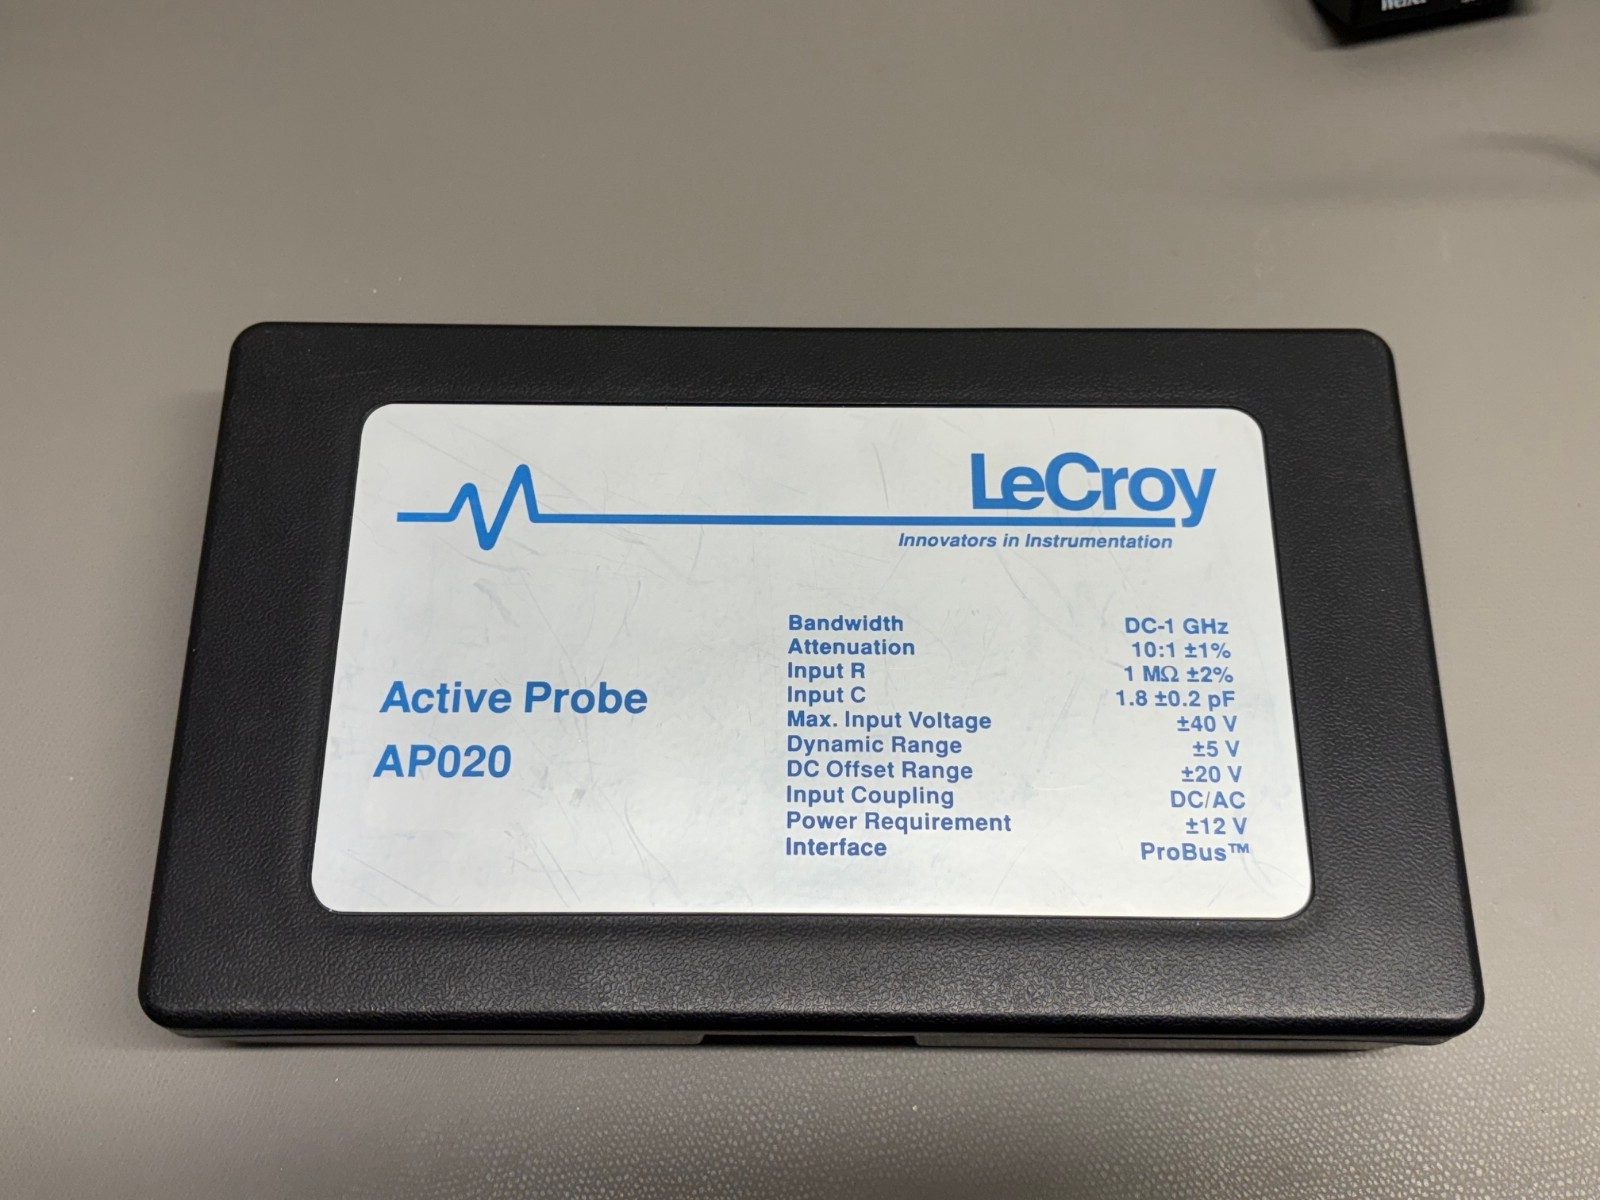 LeCroy
Innovators in Instrumentation
Active Probe
AP020
Bandwidth DC-1 GHz
Attenuation 10:1 ±1%
Input R 1 MΩ ±2%
Input C 1.8 ±0.2 pF
Max. Input Voltage ±40 V
Dynamic Range ±5 V
DC Offset Range ±20 V
Input Coupling DC/AC
Power Requirement ±12 V
Interface ProBus™